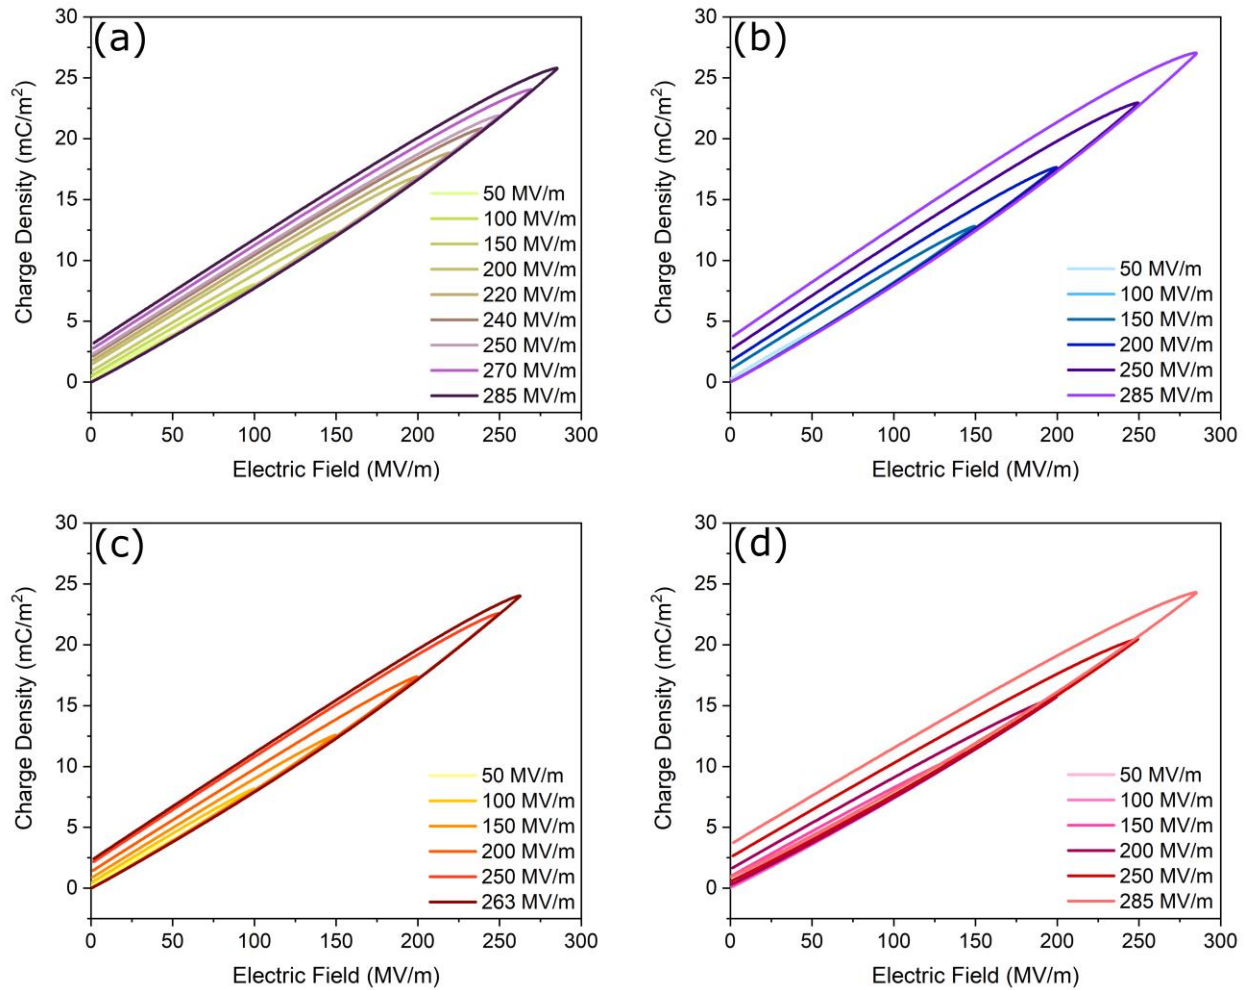 (a)
30
25
20
15
10
5
0
Charge Density (mC/m²)
50 MV/m
100 MV/m
150 MV/m
200 MV/m
220 MV/m
240 MV/m
250 MV/m
270 MV/m
285 MV/m
0 50 100 150 200 250 300
Electric Field (MV/m)
(b)
30
25
20
15
10
5
0
Charge Density (mC/m²)
50 MV/m
100 MV/m
150 MV/m
200 MV/m
250 MV/m
285 MV/m
0 50 100 150 200 250 300
Electric Field (MV/m)
(c)
30
25
20
15
10
5
0
Charge Density (mC/m²)
50 MV/m
100 MV/m
150 MV/m
200 MV/m
250 MV/m
263 MV/m
0 50 100 150 200 250 300
Electric Field (MV/m)
(d)
30
25
20
15
10
5
0
Charge Density (mC/m²)
50 MV/m
100 MV/m
150 MV/m
200 MV/m
250 MV/m
285 MV/m
0 50 100 150 200 250 300
Electric Field (MV/m)